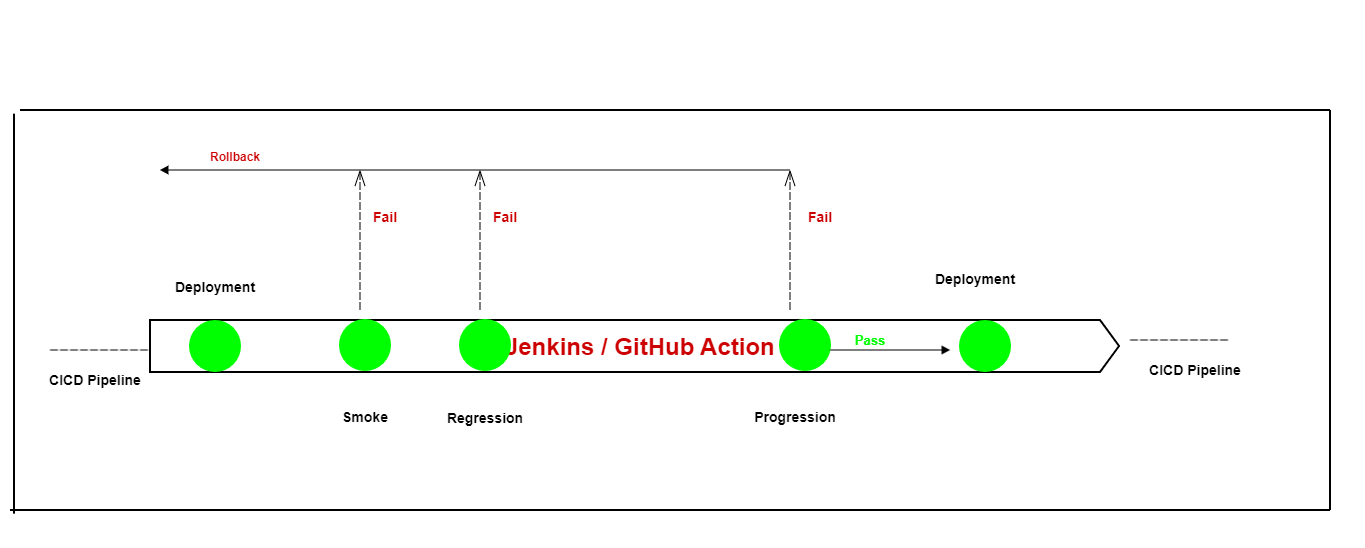 Rollback
Fail
Fail
Fail
Deployment
Deployment
Jenkins / GitHub Action
Pass
CICD Pipeline
CICD Pipeline
Smoke
Regression
Progression